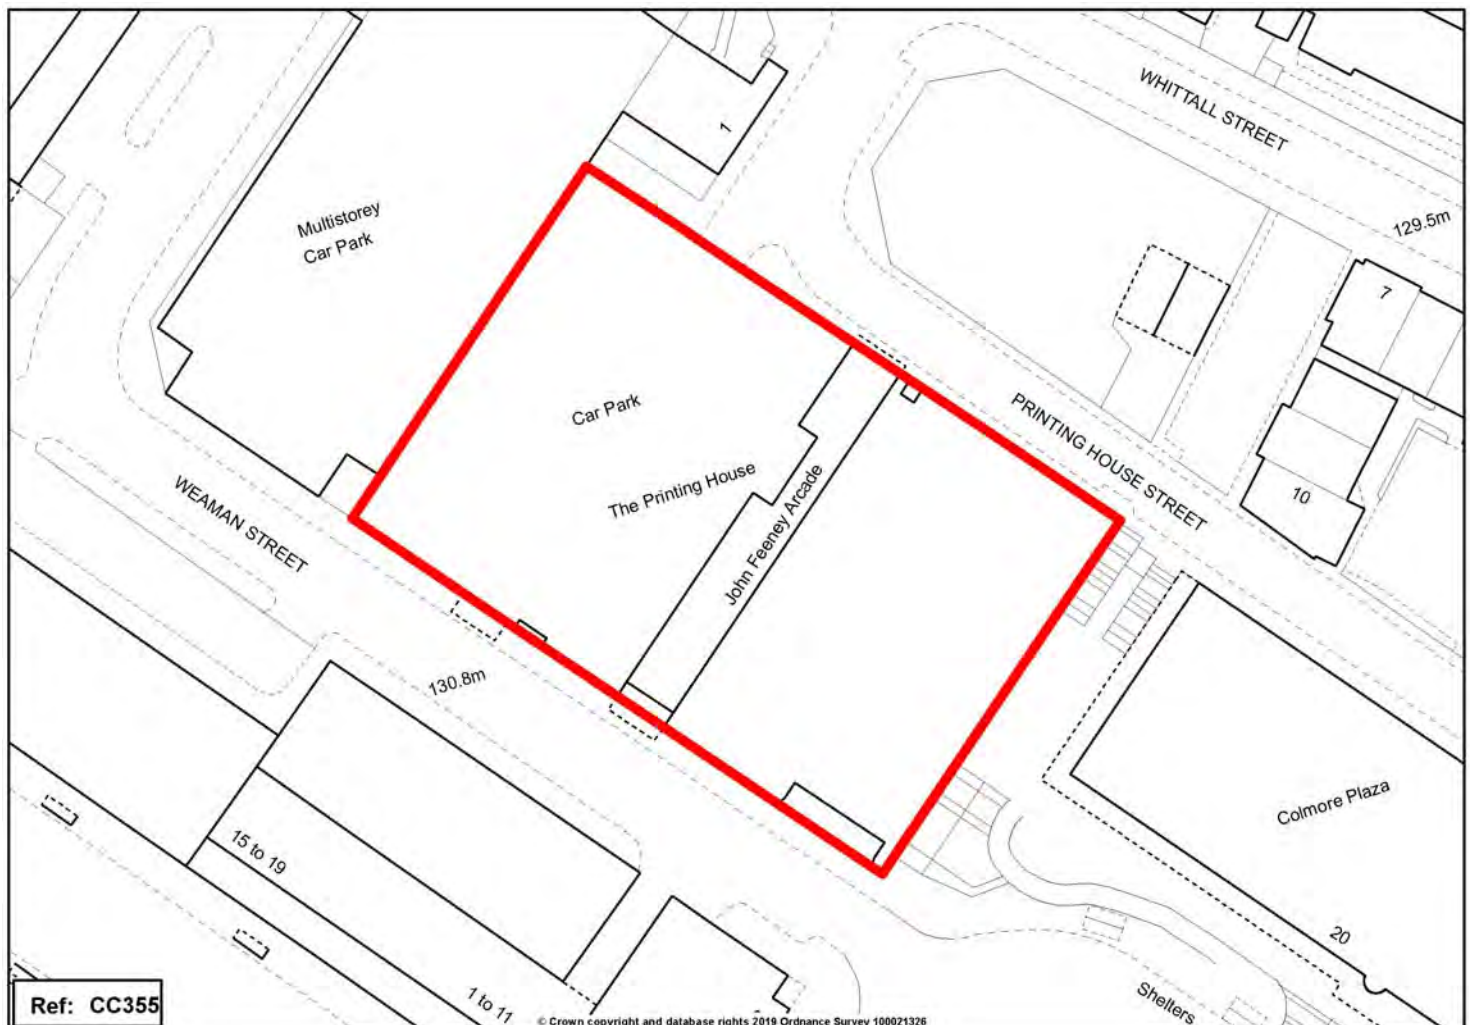 WHITTALL STREET
1
129.5m
Multistorey
Car Park
7
Car Park
PRINTING HOUSE STREET
The Printing House
John Feeney Arcade
10
WEAMAN STREET
130.8m
Colmore Plaza
15 to 19
20
Ref: CC355
1 to 11
Shelters
© Crown copyright and database rights 2019 Ordnance Survey 100021326